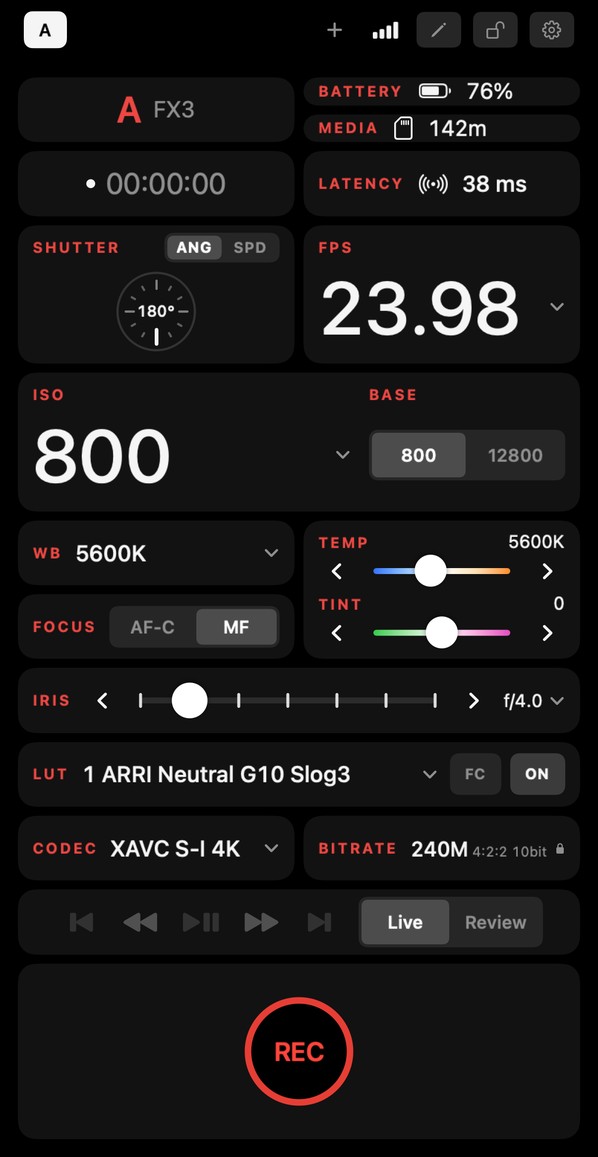 A
A FX3
BATTERY 76%
MEDIA 142m
00:00:00
LATENCY 38 ms
SHUTTER ANG SPD
180°
FPS
23.98
ISO
800
BASE
800 12800
WB 5600K
TEMP 5600K
TINT 0
FOCUS AF-C MF
IRIS f/4.0
LUT 1 ARRI Neutral G10 Slog3 FC ON
CODEC XAVC S-I 4K
BITRATE 240M 4:2:2 10bit
Live Review
REC